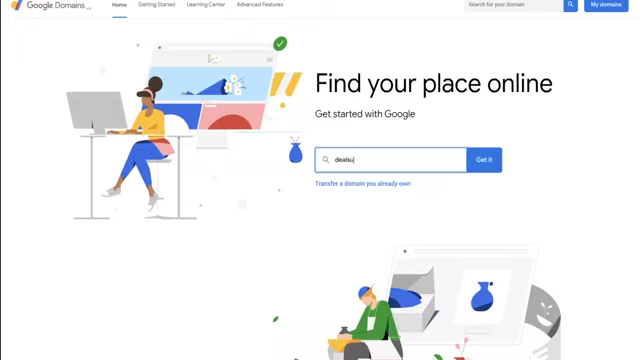 Google Domains
Home
Getting Started
Learning Center
Advanced Features
Search for your domain
My domains
Find your place online
Get started with Google
dealsu
Get it
Transfer a domain you already own